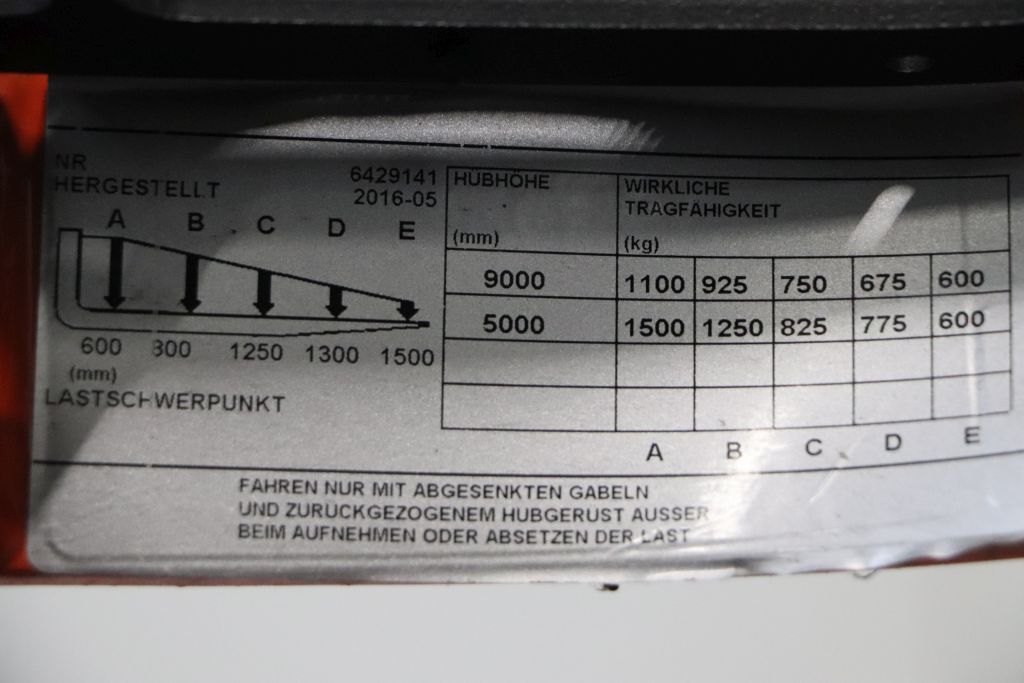 NR 6429141
HERGESTELLT 2016-05
A B C D E
600 800 1250 1300 1500
(mm)
LASTSCHWERPUNKT
HÜBHÖHE WIRKLICHE
TRAGFÄHIGKEIT
(mm) (kg)
9000 1100 925 750 675 600
5000 1500 1250 825 775 600
A B C D E
FAHREN NUR MIT ABGESENKTEN GABELN
UND ZURÜCKGEZOGENEM HUBGERUST AUSSER
BEIM AUFNEHMEN ODER ABSETZEN DER LAST